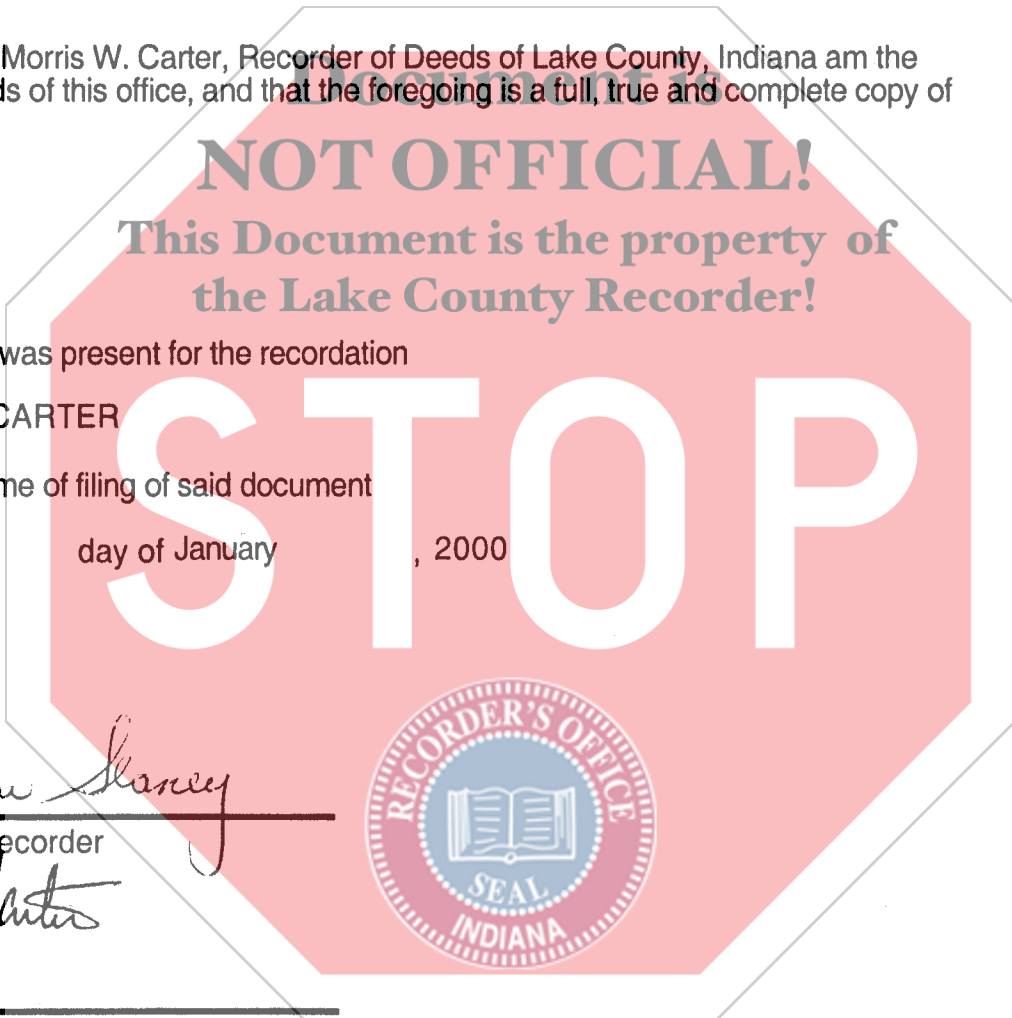 Morris W. Carter, Recorder of Deeds of Lake County, Indiana am the
Document is
ds of this office, and that the foregoing is a full, true and complete copy of
NOT OFFICIAL!
This Document is the property of
the Lake County Recorder!
was present for the recordation
CARTER
me of filing of said document
STOP
day of January , 2000
RECORDER'S OFFICE
Slaney
ecorder
SEAL
INDIANA